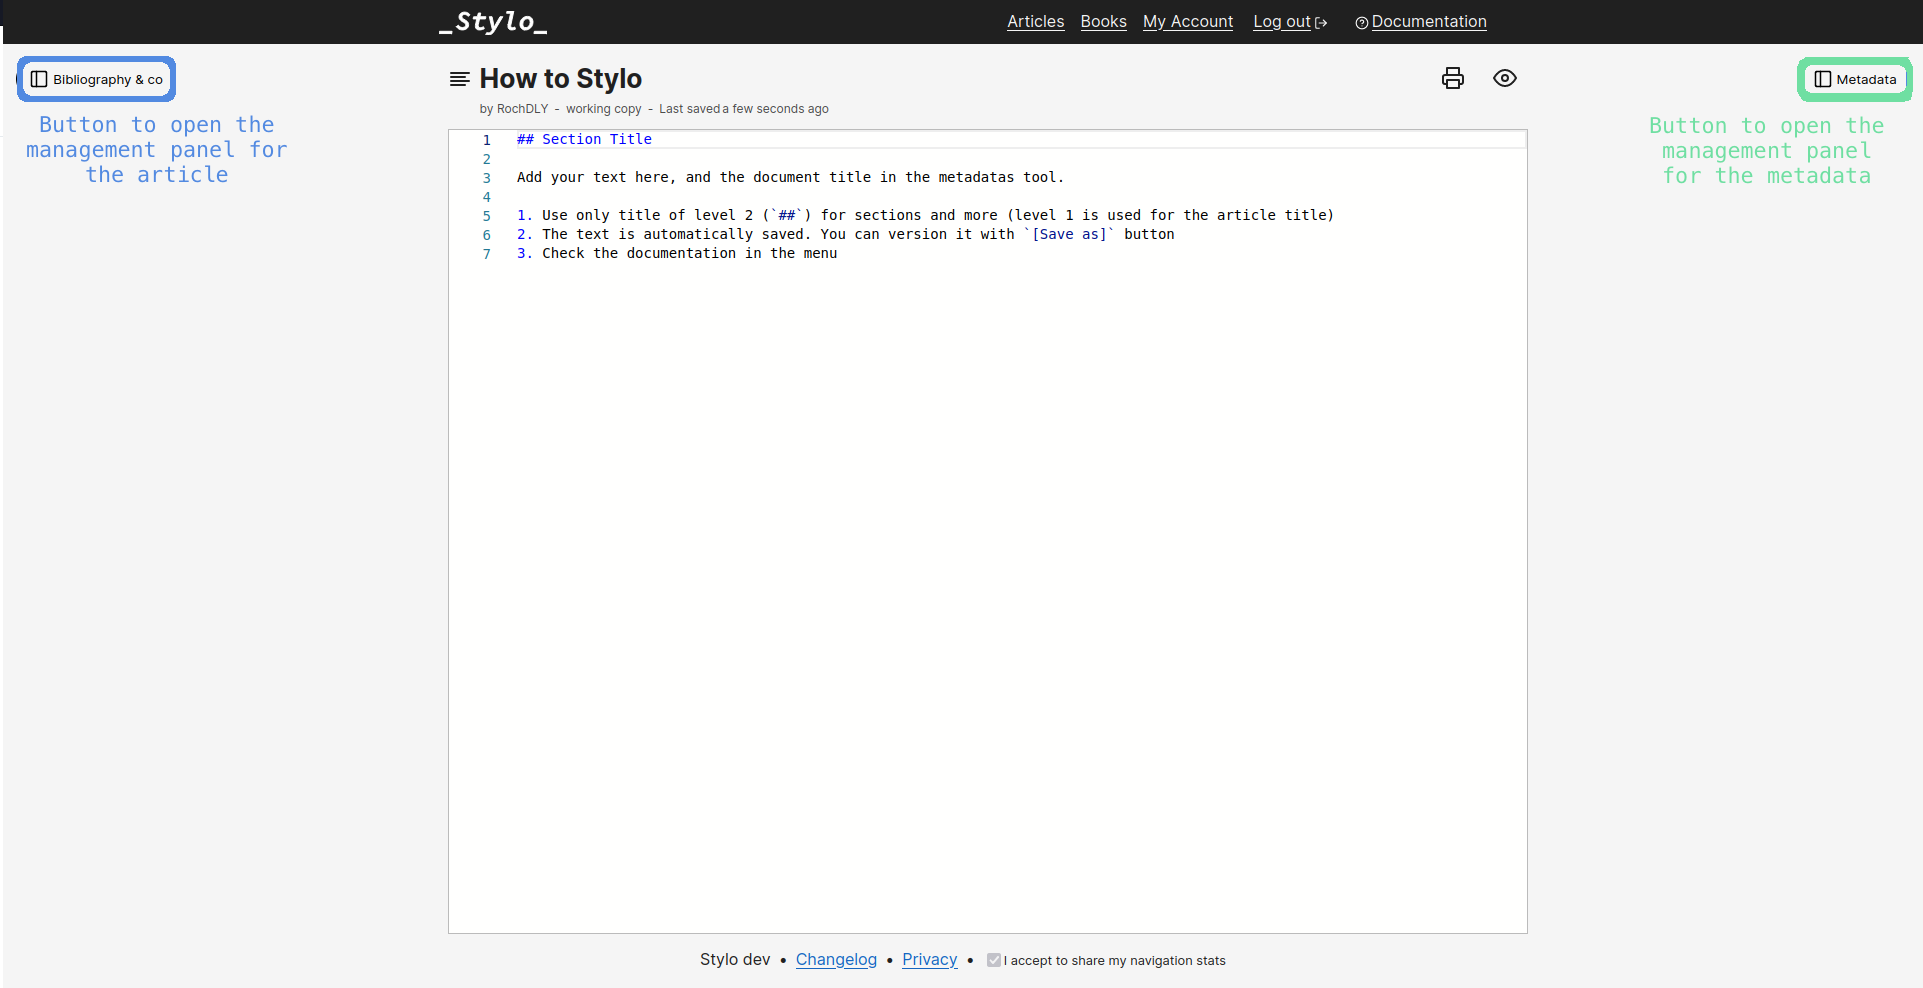 _Stylo_
Articles Books My Account Log out Documentation
Bibliography & co
Button to open the
management panel for
the article
How to Stylo
by RochDLY - working copy - Last saved a few seconds ago
Metadata
Button to open the
management panel
for the metadata
1 ## Section Title
2
3 Add your text here, and the document title in the metadatas tool.
4
5 1. Use only title of level 2 (`##`) for sections and more (level 1 is used for the article title)
6 2. The text is automatically saved. You can version it with `[Save as]` button
7 3. Check the documentation in the menu
Stylo dev • Changelog • Privacy • I accept to share my navigation stats